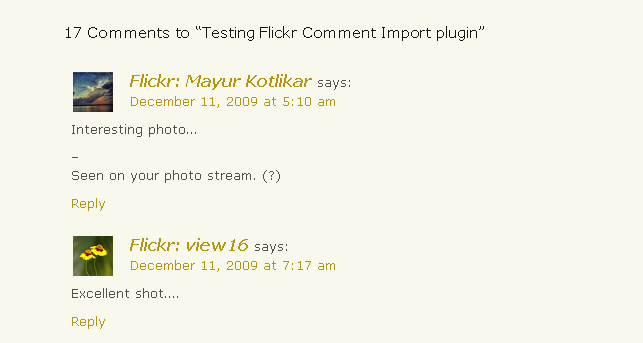 17 Comments to “Testing Flickr Comment Import plugin”
Flickr: Mayur Kotlikar says:
December 11, 2009 at 5:10 am
Interesting photo...
–
Seen on your photo stream. (?)
Reply
Flickr: view16 says:
December 11, 2009 at 7:17 am
Excellent shot....
Reply